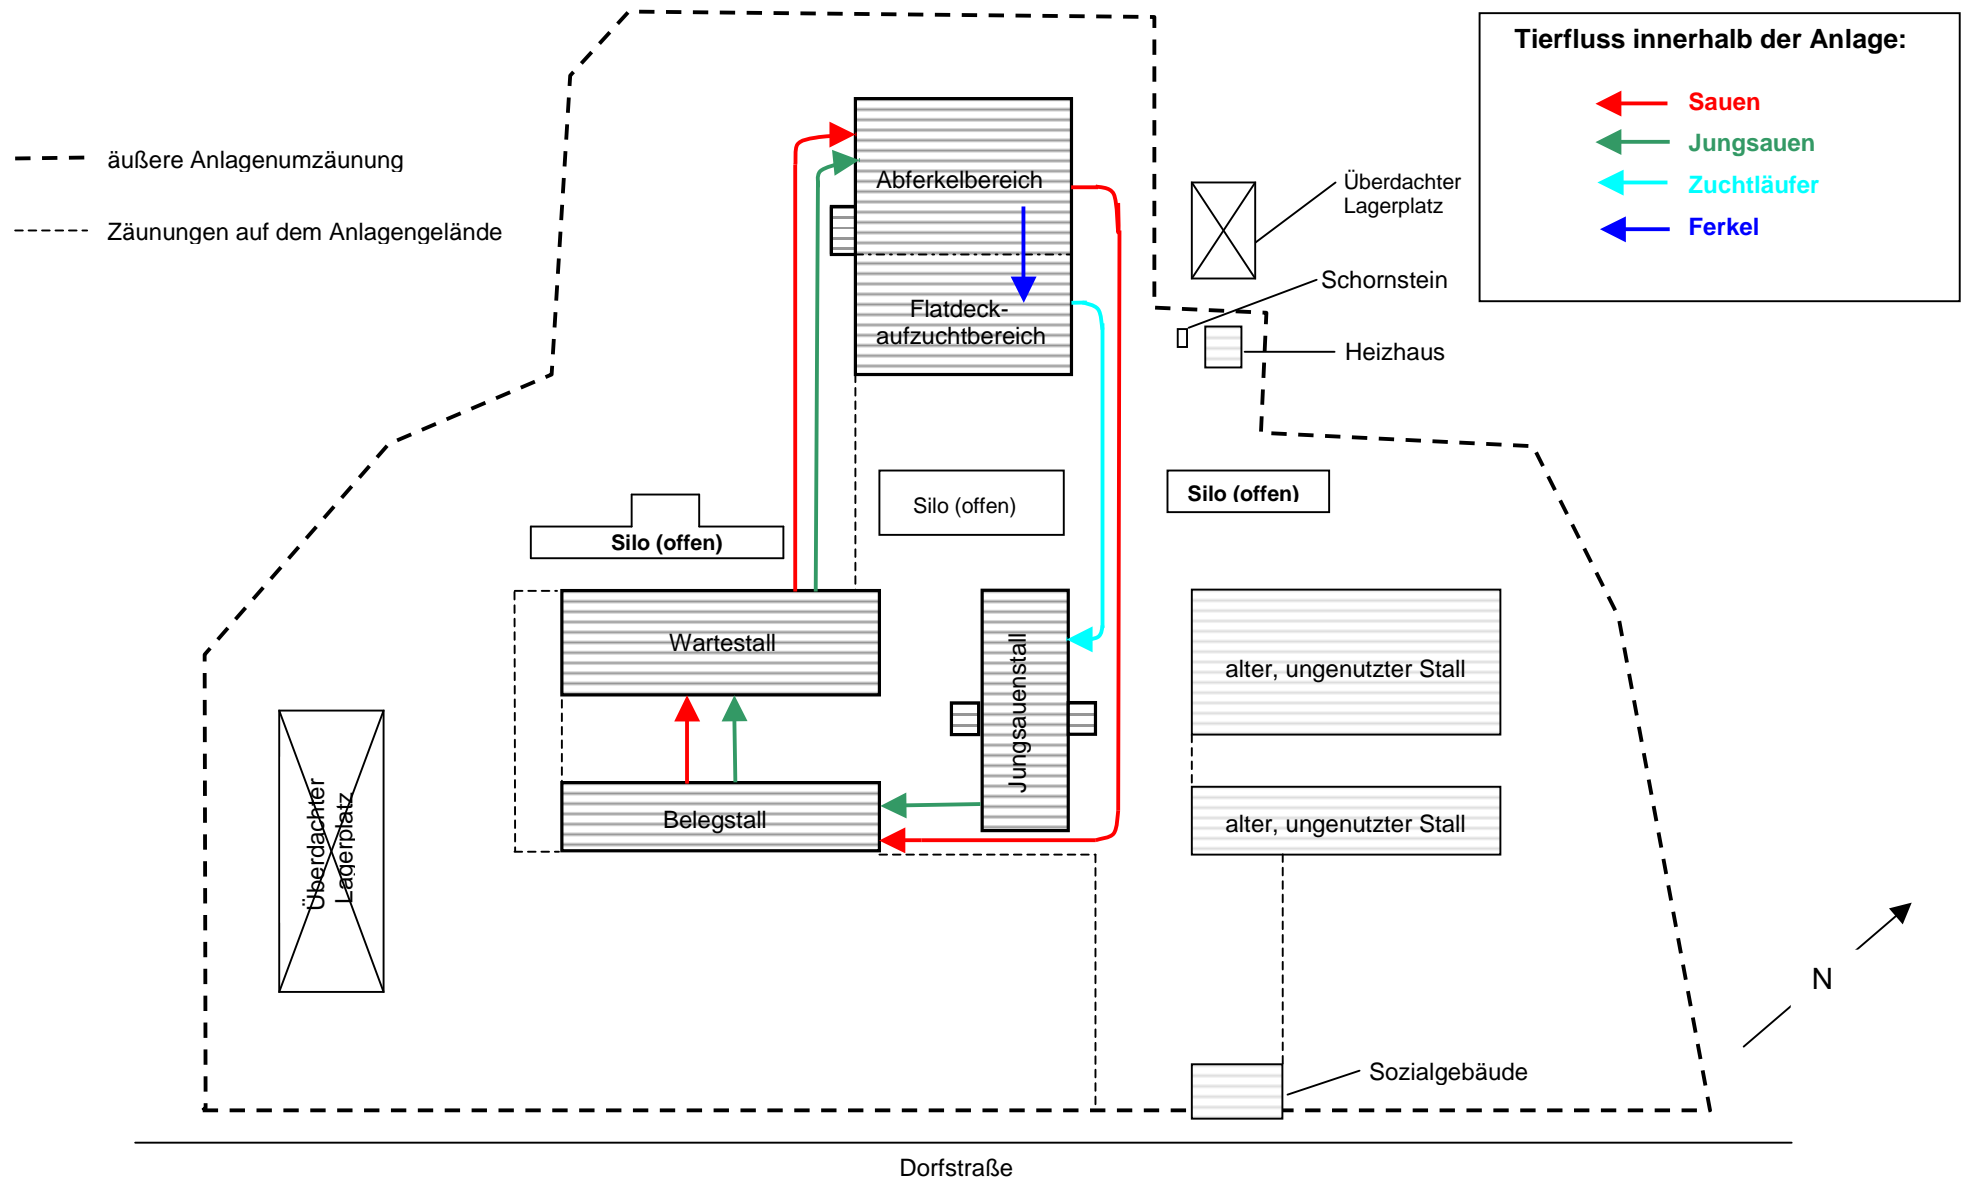 Tierfluss innerhalb der Anlage:
Sauen
Jungsauen
Zuchtläufer
Ferkel
äußere Anlagenumzäunung
Zäunungen auf dem Anlagengelände
Abferkelbereich
Flatdeck-
aufzuchtbereich
Überdachter
Lagerplatz
Schornstein
Heizhaus
Silo (offen)
Silo (offen)
Silo (offen)
Wartestall
Jungsauenstall
alter, ungenutzter Stall
Belegstall
alter, ungenutzter Stall
Überdachter
Lagerplatz
N
Sozialgebäude
Dorfstraße